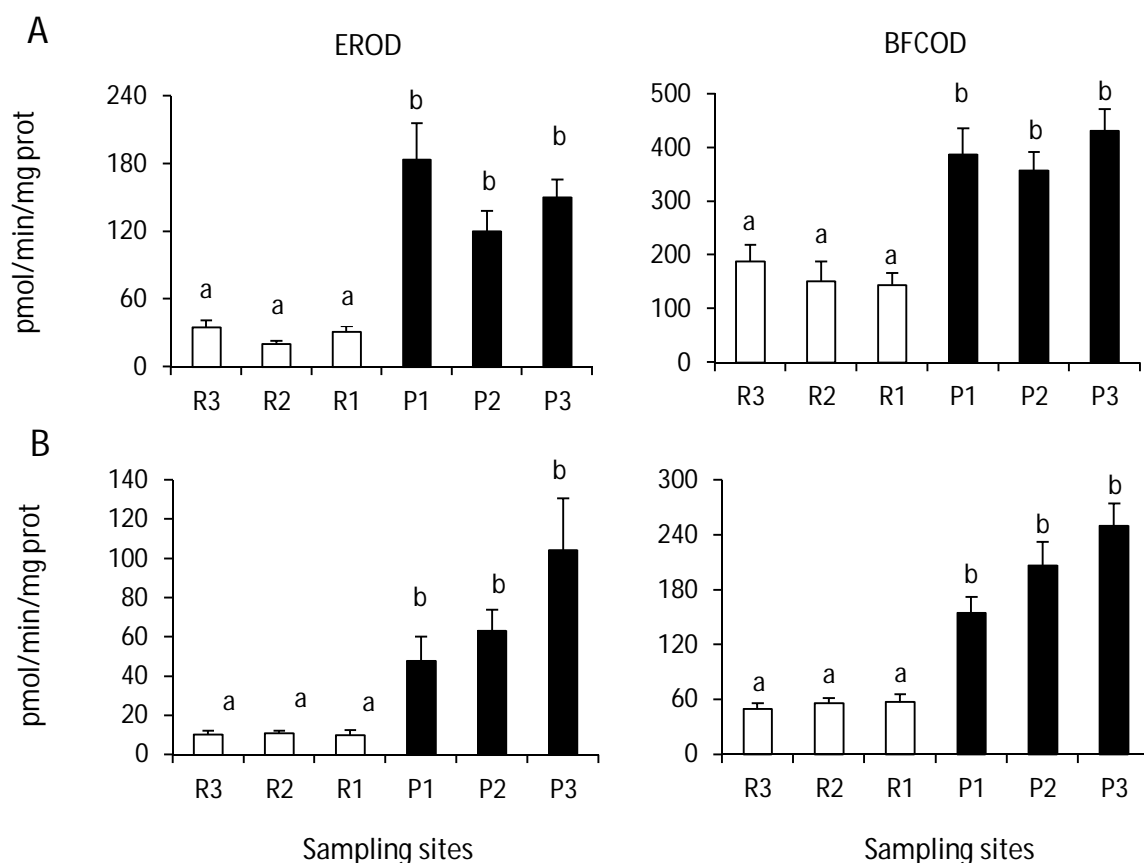 A
EROD
BFCOD
pmol/min/mg prot
240
180
120
60
0
a
a
a
b
b
b
R3 R2 R1 P1 P2 P3
500
400
300
200
100
0
a
a
a
b
b
b
R3 R2 R1 P1 P2 P3
B
pmol/min/mg prot
140
120
100
80
60
40
20
0
a
a
a
b
b
b
R3 R2 R1 P1 P2 P3
Sampling sites
300
240
180
120
60
0
a
a
a
b
b
b
R3 R2 R1 P1 P2 P3
Sampling sites